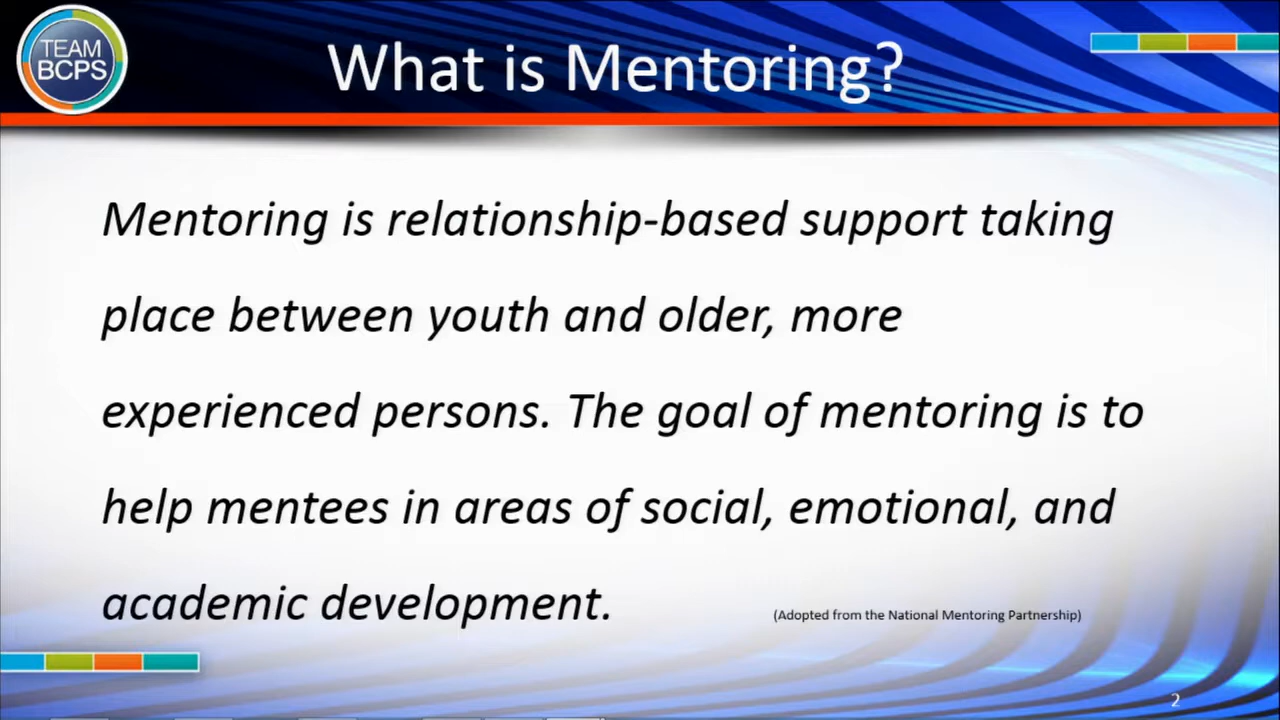 TEAM
BCPS
What is Mentoring?
Mentoring is relationship-based support taking
place between youth and older, more
experienced persons. The goal of mentoring is to
help mentees in areas of social, emotional, and
academic development.
(Adopted from the National Mentoring Partnership)
2